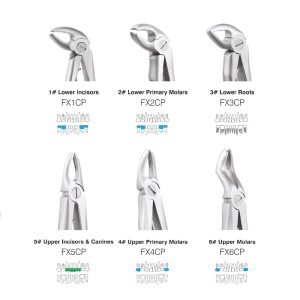 1# Lower Incisors
FX1CP
2# Lower Primary Molars
FX2CP
3# Lower Roots
FX3CP
5# Upper Incisors & Canines
FX5CP
4# Upper Primary Molars
FX4CP
6# Upper Molars
FX6CP